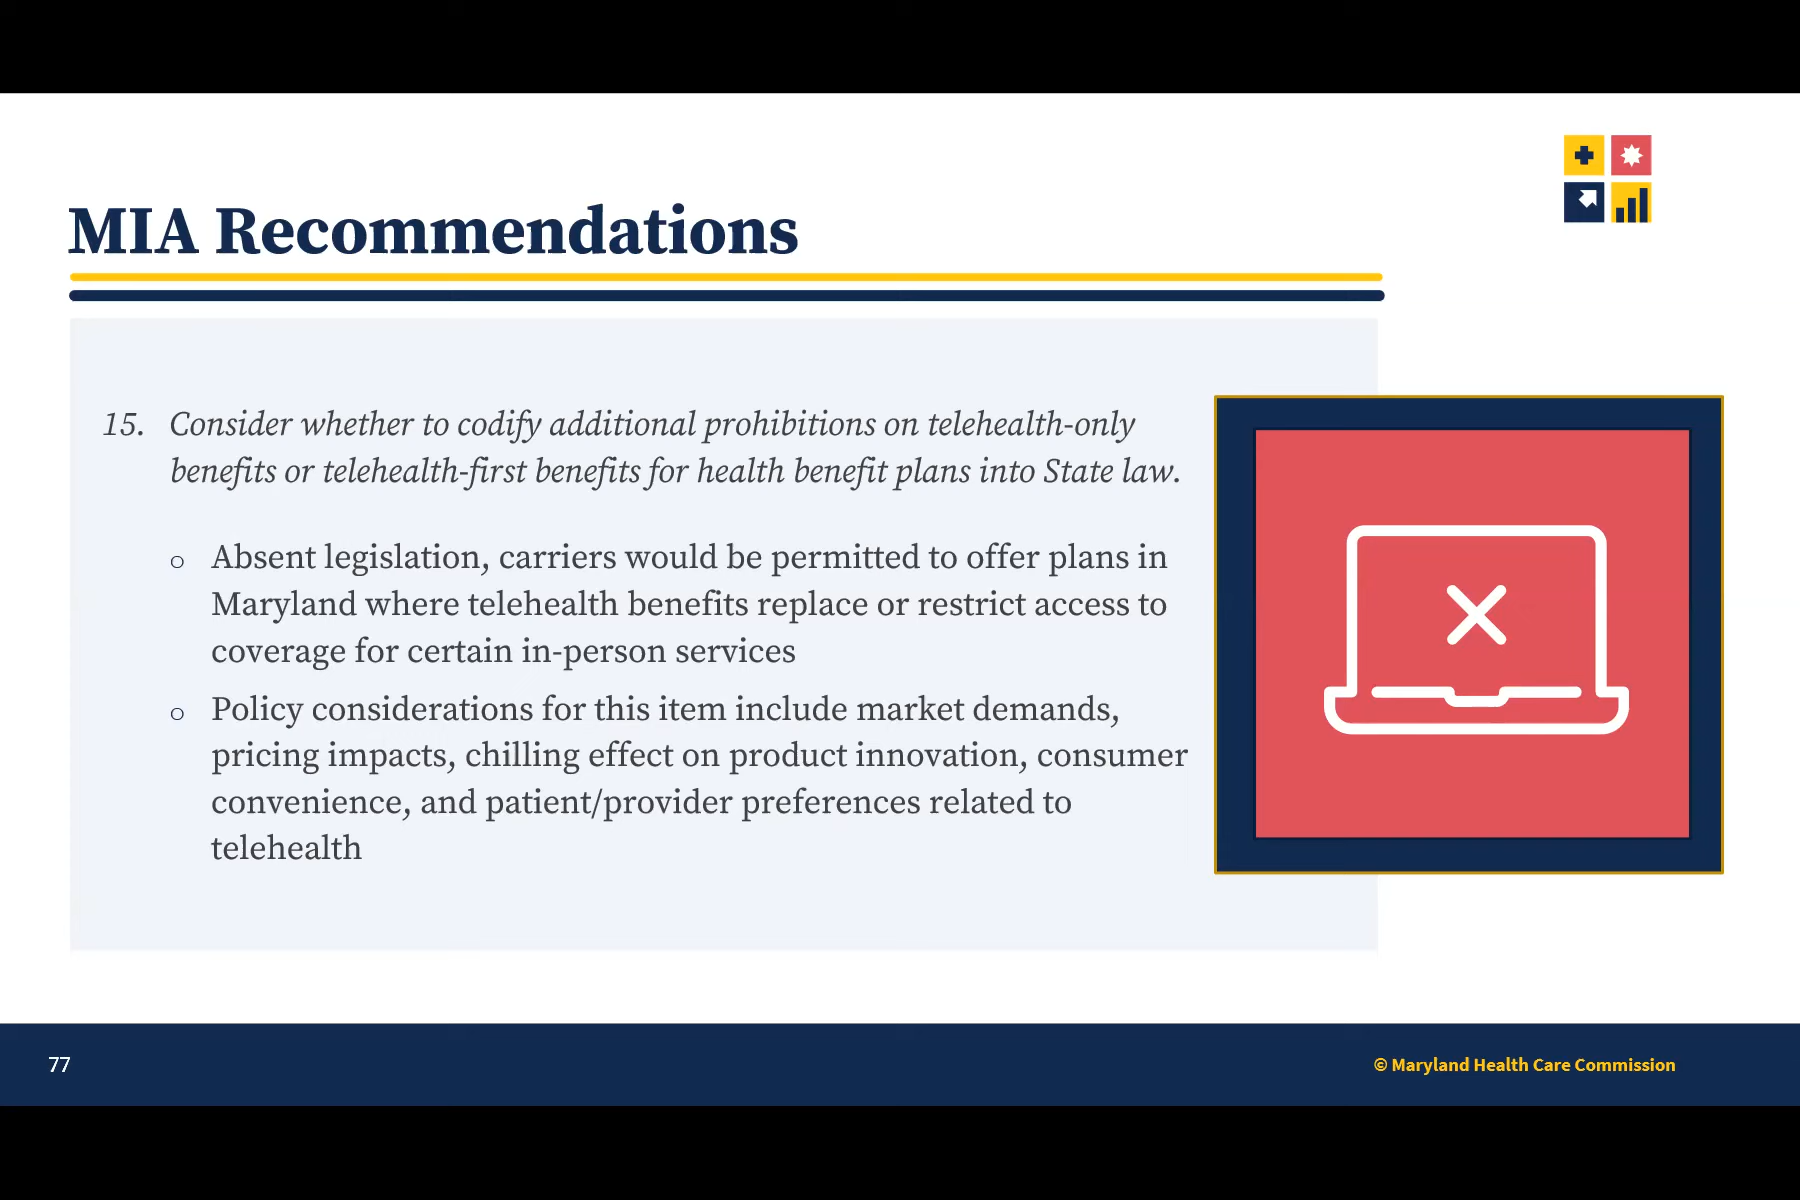 MIA Recommendations
15. Consider whether to codify additional prohibitions on telehealth-only
benefits or telehealth-first benefits for health benefit plans into State law.
o Absent legislation, carriers would be permitted to offer plans in
Maryland where telehealth benefits replace or restrict access to
coverage for certain in-person services
o Policy considerations for this item include market demands,
pricing impacts, chilling effect on product innovation, consumer
convenience, and patient/provider preferences related to
telehealth
77
© Maryland Health Care Commission